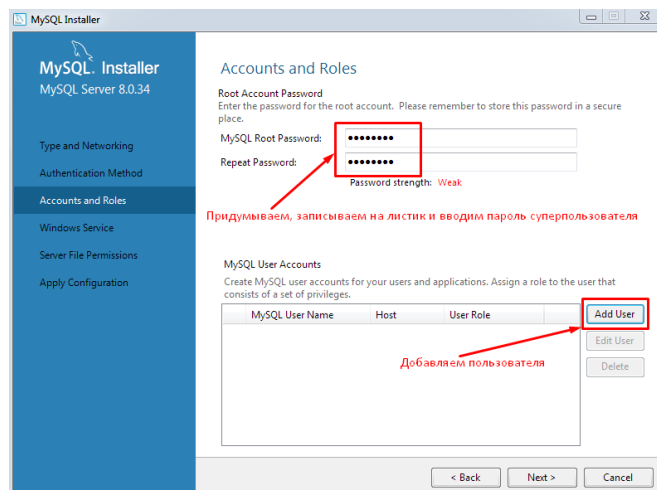 MySQL Installer
MySQL. Installer
MySQL Server 8.0.34
Type and Networking
Authentication Method
Accounts and Roles
Windows Service
Server File Permissions
Apply Configuration
Accounts and Roles
Root Account Password
Enter the password for the root account. Please remember to store this password in a secure
place.
MySQL Root Password:
Repeat Password:
Password strength: Weak
Придумываем, записываем на листик и вводим пароль суперпользователя
MySQL User Accounts
Create MySQL user accounts for your users and applications. Assign a role to the user that
consists of a set of privileges.
MySQL User Name Host User Role
Add User
Edit User
Delete
Добавляем пользователя
< Back Next > Cancel